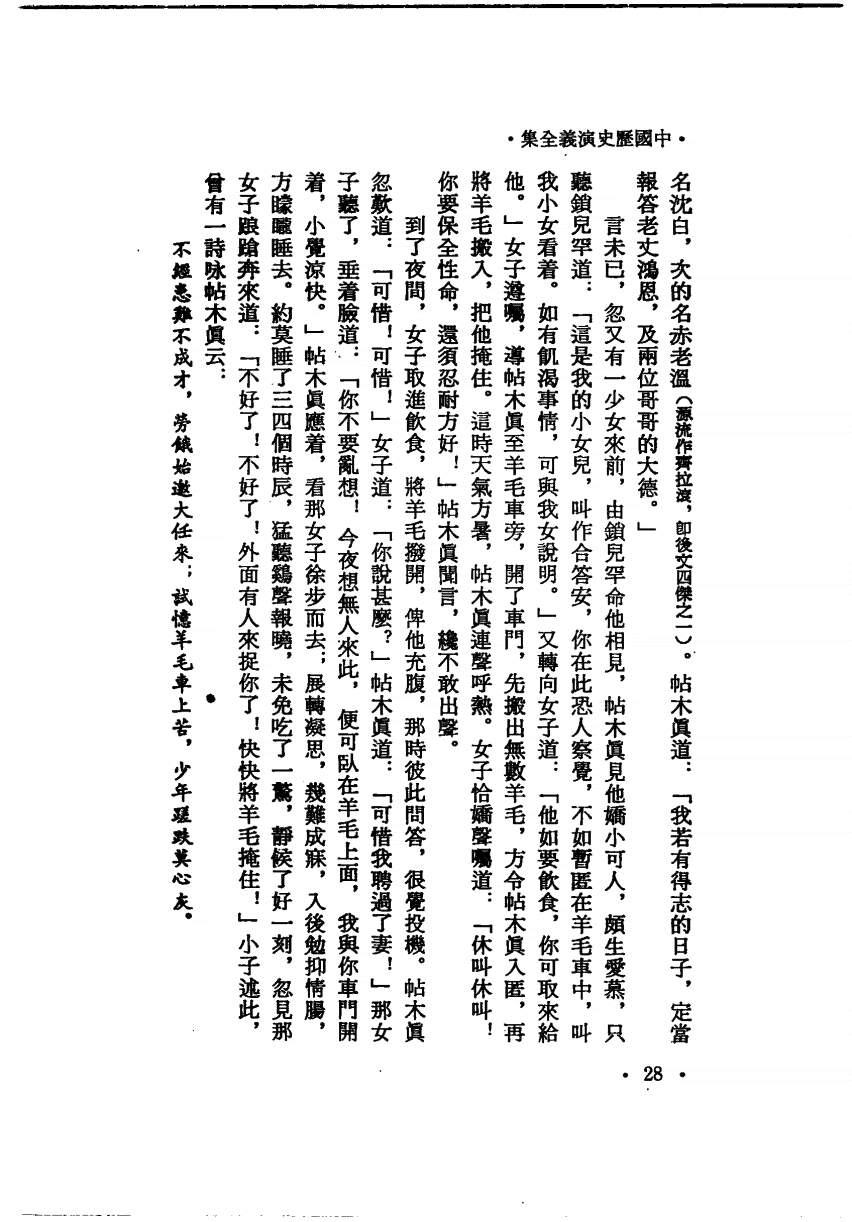 ·中國歷史演義全集·
名沈白，次的名赤老溫（源流作齊拉滾，卽後文四傑之一）。帖木眞道：「我若有得志的日子，定當
報答老丈鴻恩，及兩位哥哥的大德。」
言未已，忽又有一少女來前，由鎖兒罕命他相見，帖木眞見他嬌小可人，頗生愛慕，只
聽鎖兒罕道：「這是我的小女兒，叫作合答安，你在此恐人察覺，不如暫匿在羊毛車中，叫
我小女看着。如有飢渴事情，可與我女說明。」又轉向女子道：「他如要飲食，你可取來給
他。」女子遵囑，導帖木眞至羊毛車旁，開了車門，先搬出無數羊毛，方令帖木眞入匿，再
將羊毛搬入，把他掩住。這時天氣方暑，帖木眞連聲呼熱。女子恰嬌聲囑道：「休叫休叫！
你要保全性命，還須忍耐方好！」帖木眞聞言，纔不敢出聲。
到了夜間，女子取進飲食，將羊毛撥開，俾他充腹，那時彼此問答，很覺投機。帖木眞
忽歎道：「可惜！可惜！」女子道：「你說甚麼？」帖木眞道：「可惜我聘過了妻！」那女
子聽了，垂着臉道：「你不要亂想！今夜想無人來此，便可臥在羊毛上面，我與你車門開
着，小覺涼快。」帖木眞應着，看那女子徐步而去；展轉凝思，幾難成寐，入後勉抑情腸，
方矇矓睡去。約莫睡了三四個時辰，猛聽鷄聲報曉，未免吃了一驚，靜候了好一刻，忽見那
女子踉蹌奔來道：「不好了！不好了！外面有人來捉你了！快快將羊毛掩住！」小子述此，
曾有一詩咏帖木眞云：
不經患難不成才，勞餓始邀大任來；試憶羊毛車上苦，少年蹉跌莫心灰。
· 28 ·